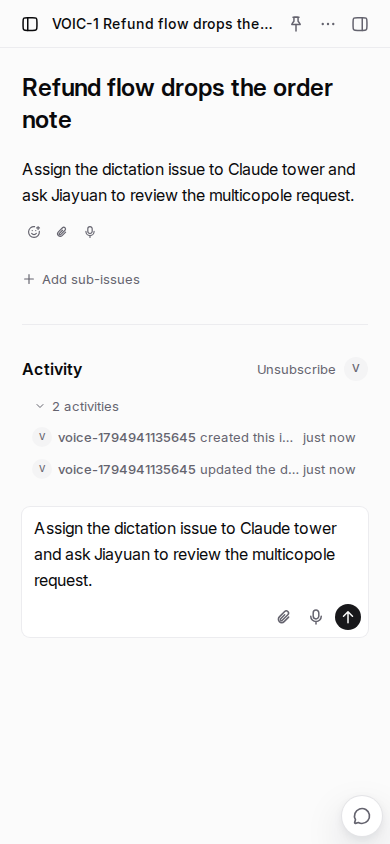 VOIC-1 Refund flow drops the...
Refund flow drops the order
note
Assign the dictation issue to Claude tower and
ask Jiayuan to review the multicopole request.
Add sub-issues
Activity
Unsubscribe
V
2 activities
V voice-1794941135645 created this i... just now
V voice-1794941135645 updated the d... just now
Assign the dictation issue to Claude tower
and ask Jiayuan to review the multicopole
request.